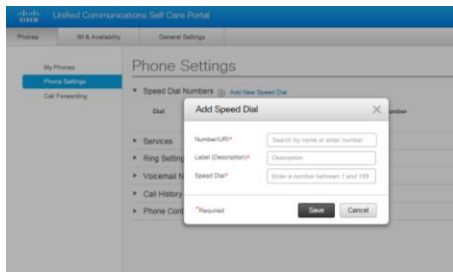 CISCO Unified Communications Self Care Portal
Phones IM & Availability General Settings
My Phones
Phone Settings
Call Forwarding
Phone Settings
Speed Dial Numbers Add New Speed Dial
Dial
Add Speed Dial
Number/URI* Search by name or enter number
Label (Description)* Description
Speed Dial* Enter a number between 1 and 199
*Required Save Cancel
Services
Ring Setting
Voicemail N
Call History
Phone Cont